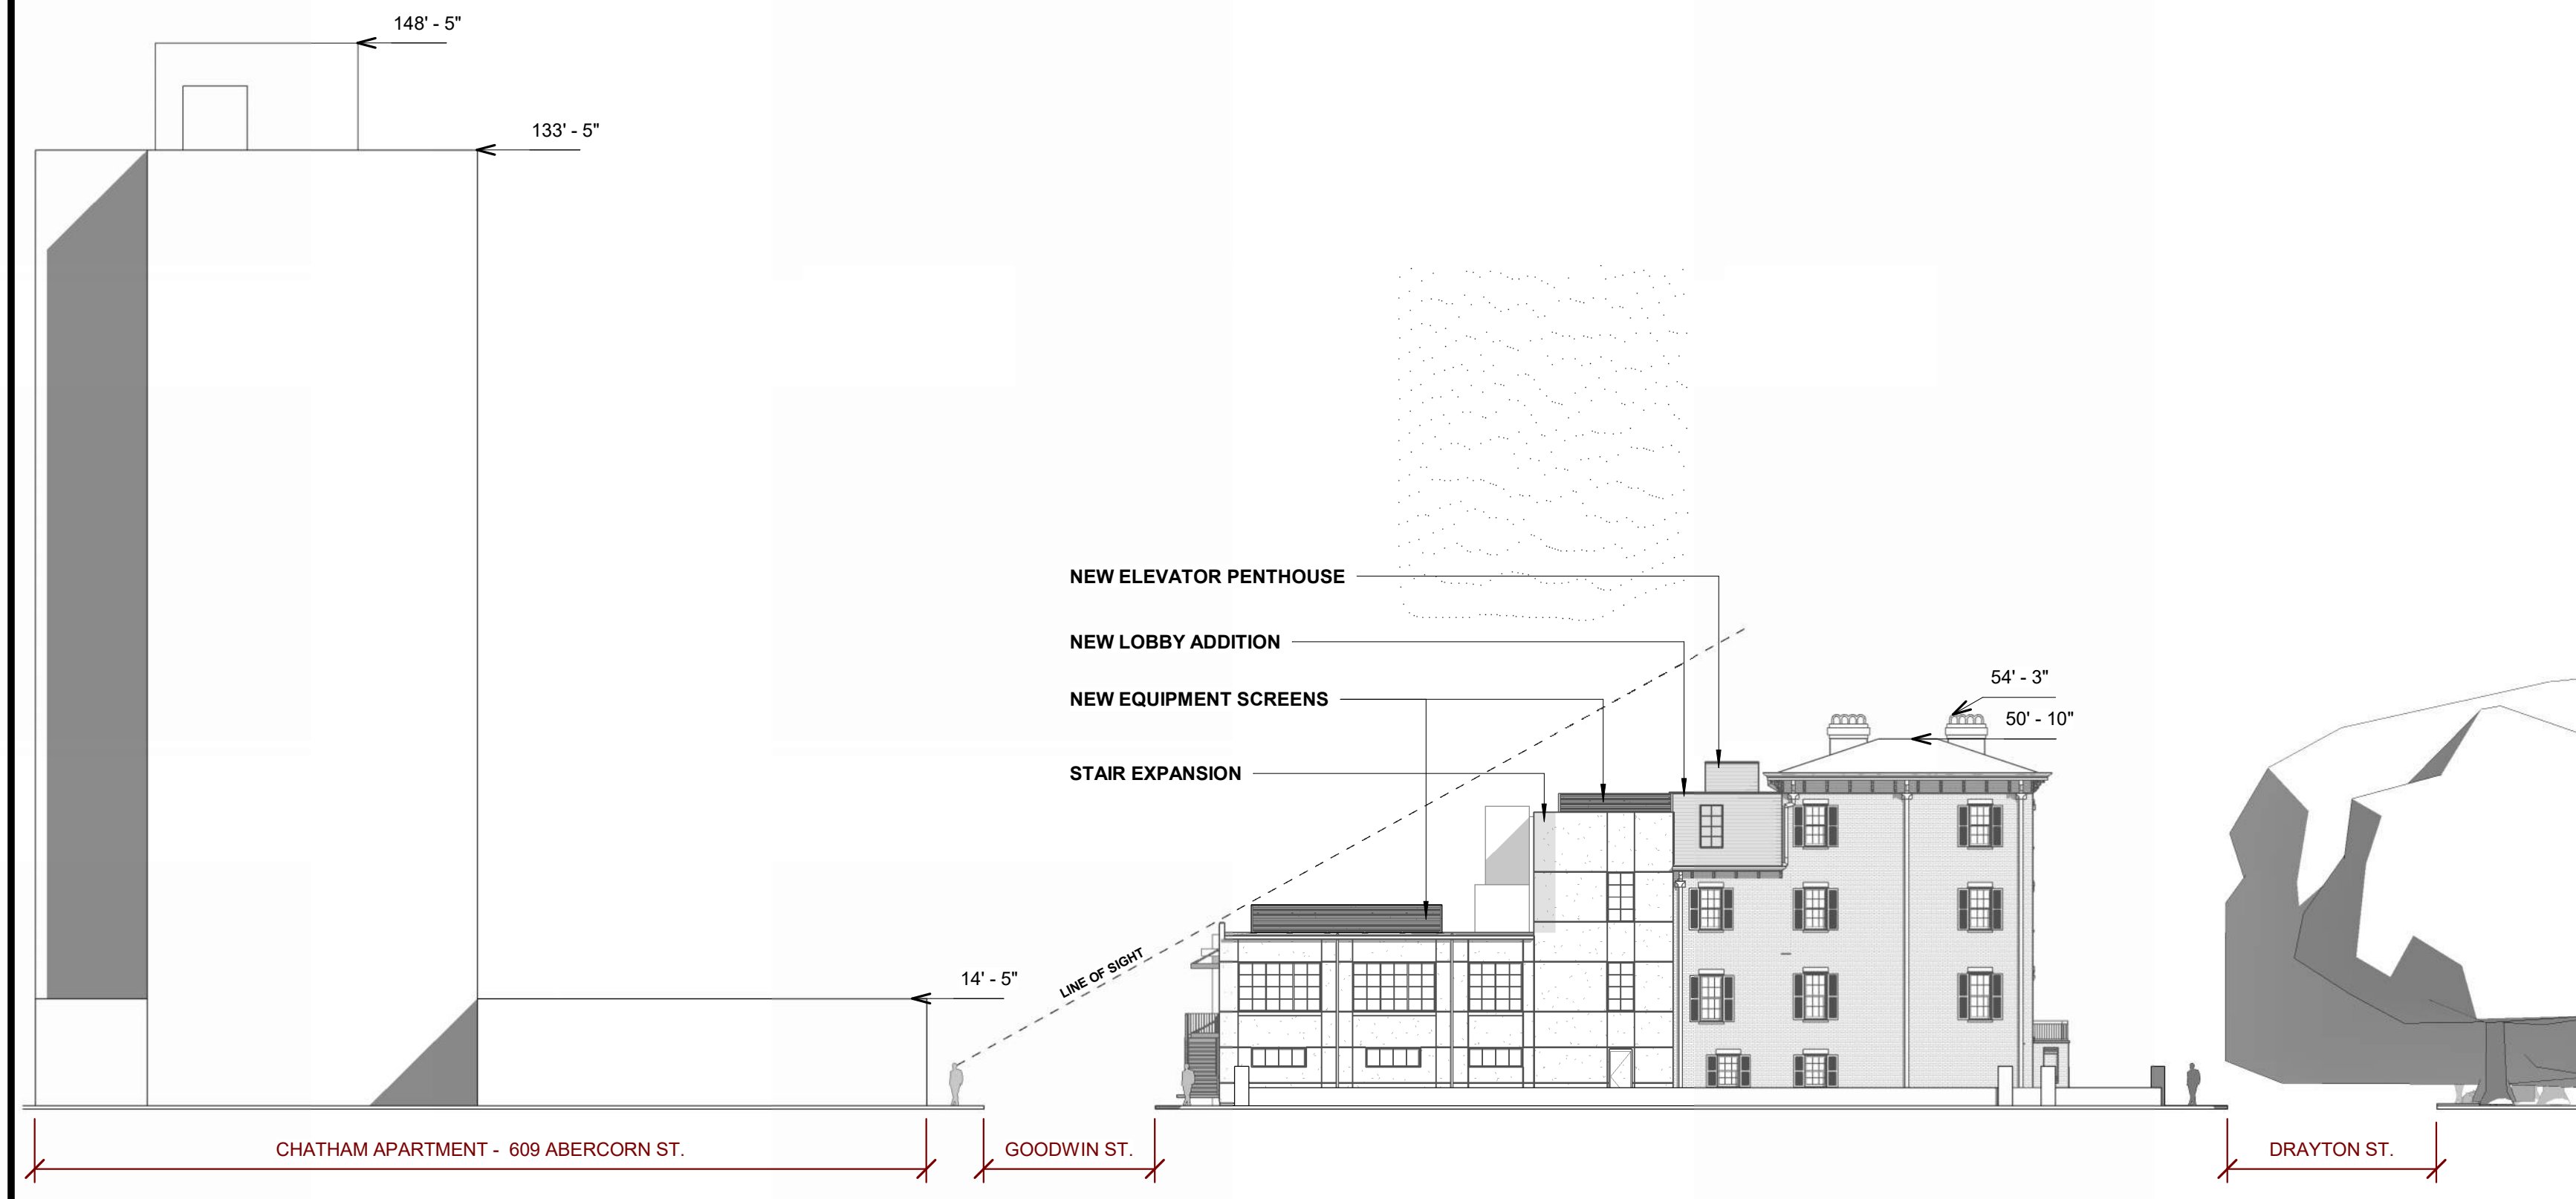 148' - 5"
133' - 5"
NEW ELEVATOR PENTHOUSE
NEW LOBBY ADDITION
NEW EQUIPMENT SCREENS
STAIR EXPANSION
54' - 3"
50' - 10"
LINE OF SIGHT
14' - 5"
CHATHAM APARTMENT - 609 ABERCORN ST.
GOODWIN ST.
DRAYTON ST.